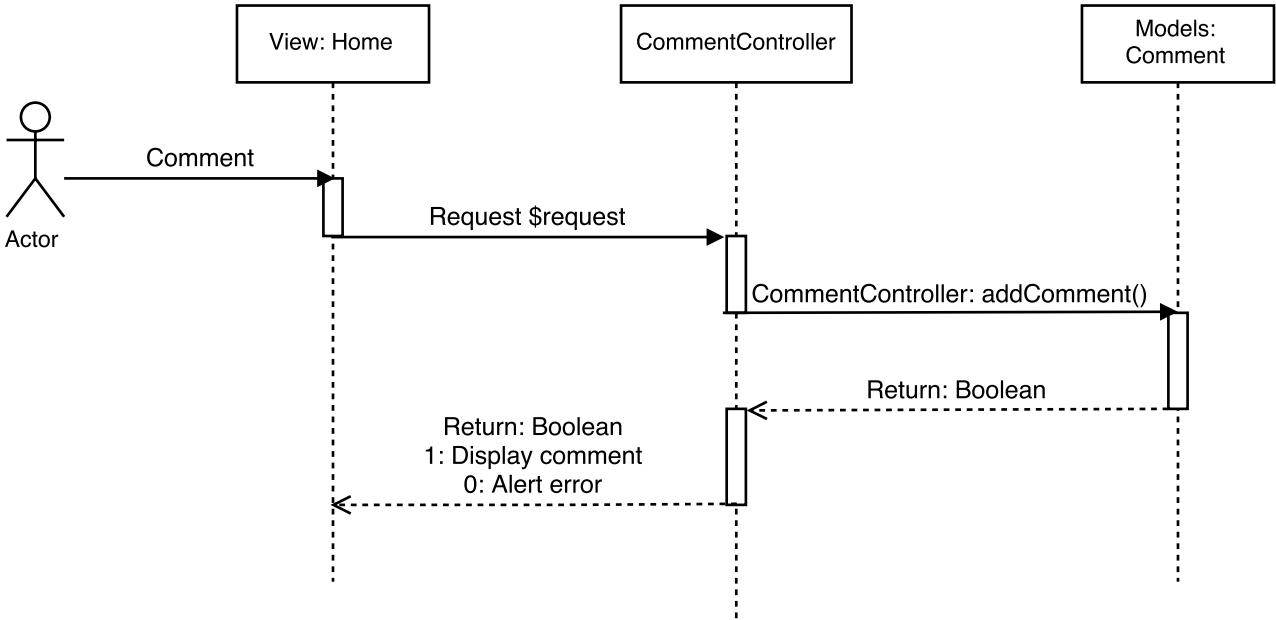 View: Home
CommentController
Models:
Comment
Comment
Actor
Request $request
CommentController: addComment()
Return: Boolean
Return: Boolean
1: Display comment
0: Alert error